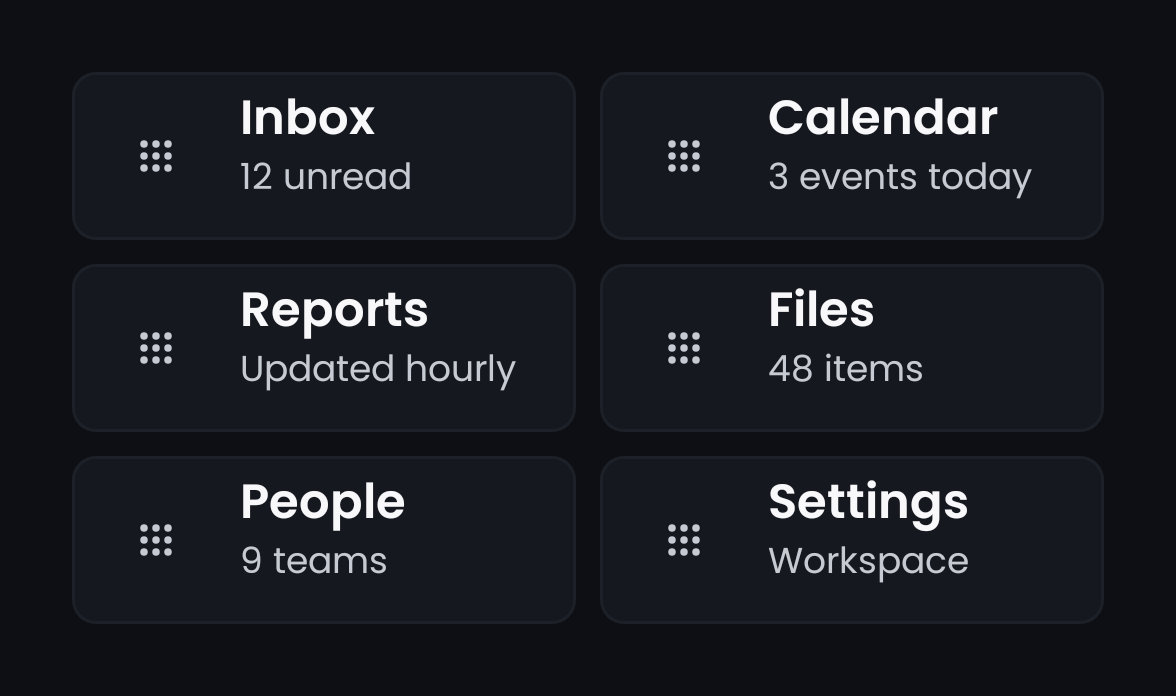 Inbox
12 unread
Calendar
3 events today
Reports
Updated hourly
Files
48 items
People
9 teams
Settings
Workspace